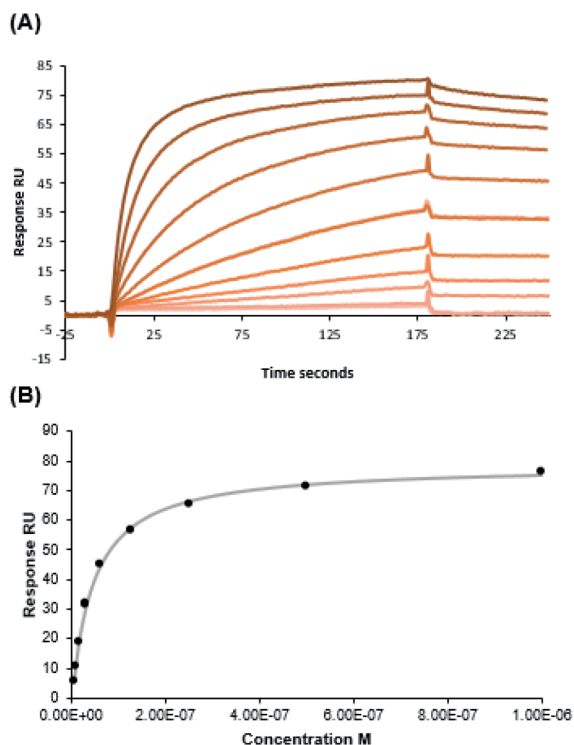 (A)
85
75
65
55
45
35
25
15
5
-5
-15
-25 25 75 125 175 225
Response RU
Time seconds
(B)
90
80
70
60
50
40
30
20
10
0
0.00E+00 2.00E-07 4.00E-07 6.00E-07 8.00E-07 1.00E-06
Response RU
Concentration M